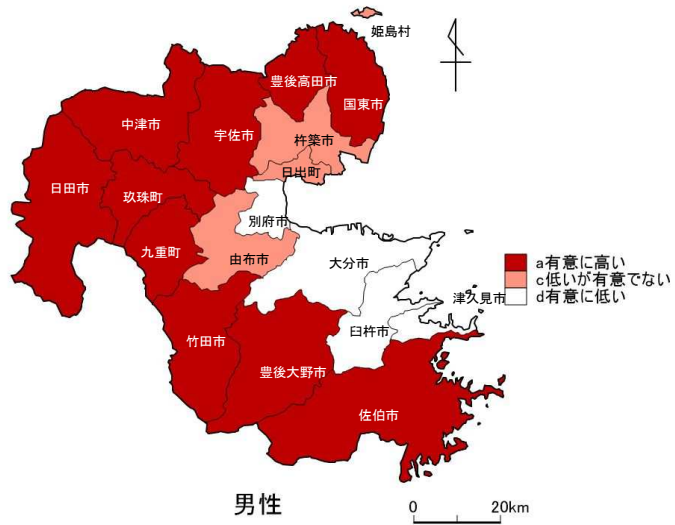 姫島村
豊後高田市
国東市
中津市
宇佐市
杵築市
日出町
日田市
玖珠町
別府市
九重町
由布市
大分市
a有意に高い
c低いが有意でない
d有意に低い
津久見市
臼杵市
竹田市
豊後大野市
佐伯市
男性
0 20km